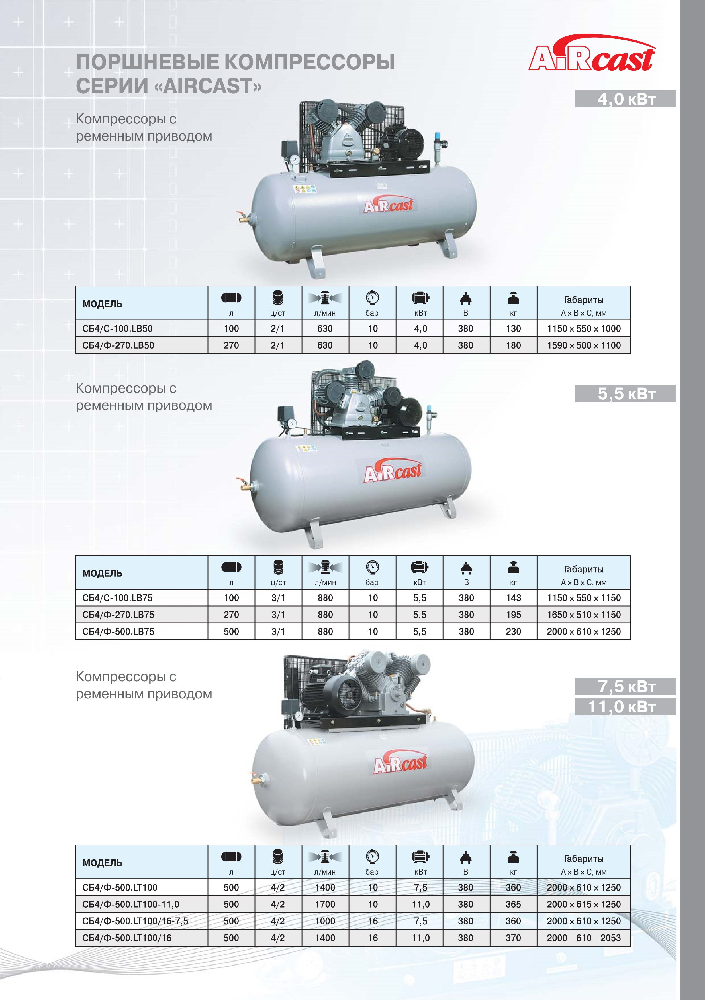 ПОРШНЕВЫЕ КОМПРЕССОРЫ
СЕРИИ «AIRCAST»
AiRcast
4,0 кВт
Компрессоры с
ременным приводом
AiRcast
МОДЕЛЬ л ц/ст л/мин бар кВт В кг Габариты A × B × C, мм
СБ4/С-100.LB50 100 2/1 630 10 4,0 380 130 1150 × 550 × 1000
СБ4/Ф-270.LB50 270 2/1 630 10 4,0 380 180 1590 × 500 × 1100
Компрессоры с
ременным приводом
5,5 кВт
AiRcast
МОДЕЛЬ л ц/ст л/мин бар кВт В кг Габариты A × B × C, мм
СБ4/С-100.LB75 100 3/1 880 10 5,5 380 143 1150 × 550 × 1150
СБ4/Ф-270.LB75 270 3/1 880 10 5,5 380 195 1650 × 510 × 1150
СБ4/Ф-500.LB75 500 3/1 880 10 5,5 380 230 2000 × 610 × 1250
Компрессоры с
ременным приводом
7,5 кВт
11,0 кВт
AiRcast
МОДЕЛЬ л ц/ст л/мин бар кВт В кг Габариты A × B × C, мм
СБ4/Ф-500.LT100 500 4/2 1400 10 7,5 380 360 2000 × 610 × 1250
СБ4/Ф-500.LT100-11,0 500 4/2 1700 10 11,0 380 365 2000 × 615 × 1250
СБ4/Ф-500.LT100/16-7,5 500 4/2 1000 16 7,5 380 360 2000 × 610 × 1250
СБ4/Ф-500.LT100/16 500 4/2 1400 16 11,0 380 370 2000 610 2053